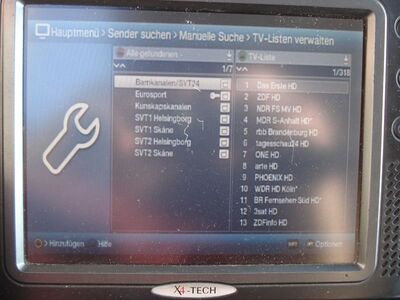 Hauptmenü > Sender suchen > Manuelle Suche > TV-Listen verwalten
Alle gefundenen
TV-Liste
1/7
1/318
Barnkanalen/SVT24
Eurosport
Kunskapskanalen
SVT1 Helsingborg
SVT1 Skåne
SVT2 Helsingborg
SVT2 Skåne
1 Das Erste HD
2 ZDF HD
3 NDR FS MV HD
4 MDR S-Anhalt HD*
5 rbb Brandenburg HD
6 tagesschau24 HD
7 ONE HD
8 arte HD
9 PHOENIX HD
10 WDR HD Köln*
11 BR Fernsehen Süd HD*
12 3sat HD
13 ZDFinfo HD
Hinzufügen
Hilfe
Optionen
X4-TECH